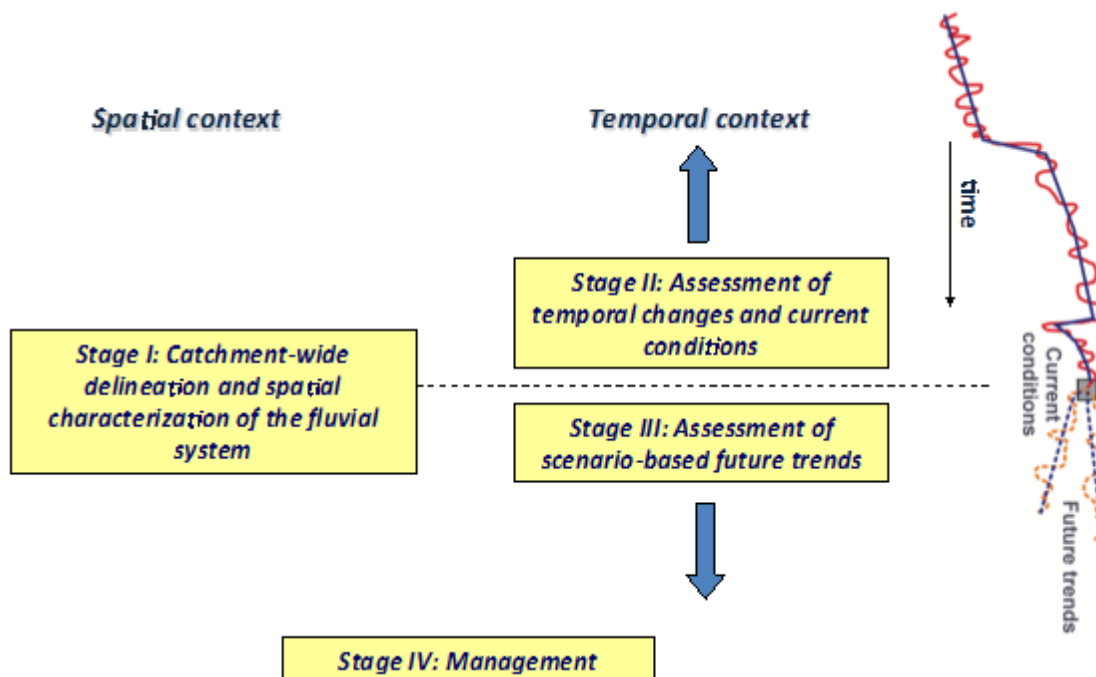 Spatial context
Temporal context
time
Stage II: Assessment of
temporal changes and current
conditions
Stage I: Catchment-wide
delineation and spatial
characterization of the fluvial
system
Stage III: Assessment of
scenario-based future trends
Current
conditions
Future trends
Stage IV: Management